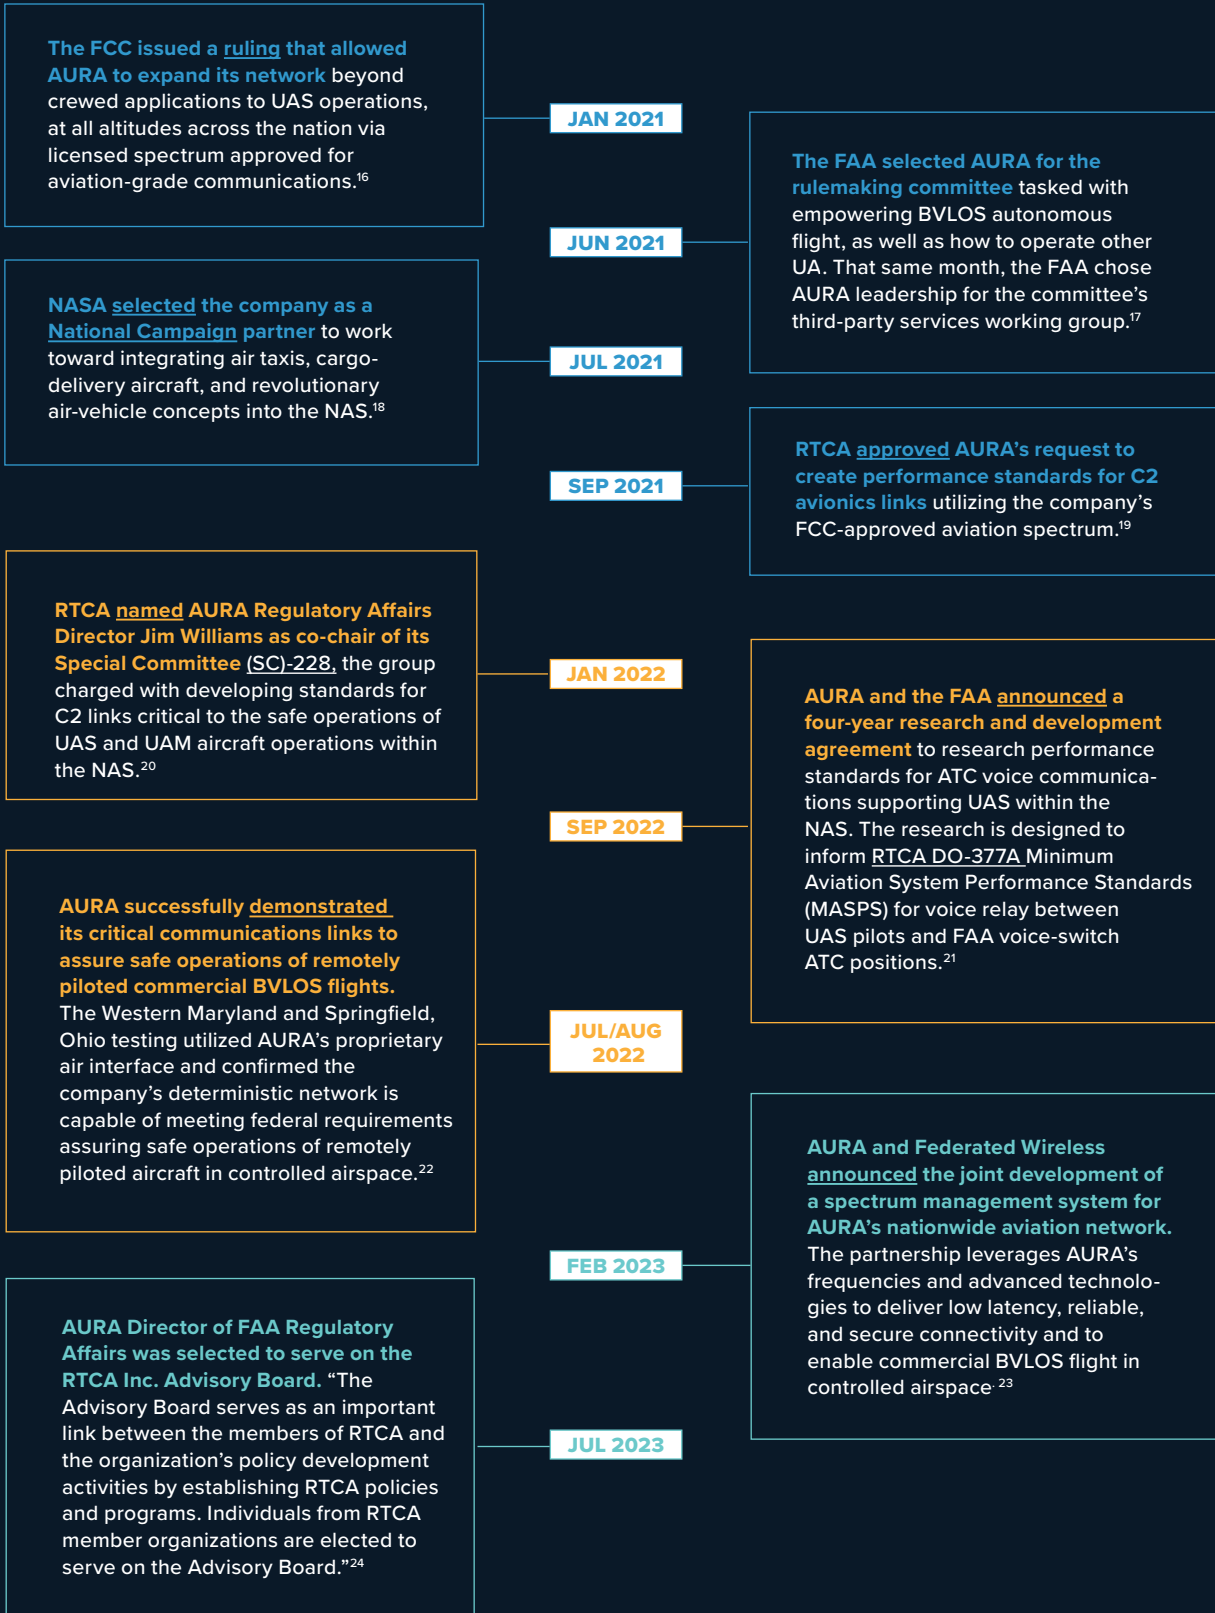 The FCC issued a ruling that allowed
AURA to expand its network beyond
crewed applications to UAS operations,
at all altitudes across the nation via
licensed spectrum approved for
aviation-grade communications.16
JAN 2021
The FAA selected AURA for the
rulemaking committee tasked with
empowering BVLOS autonomous
flight, as well as how to operate other
UA. That same month, the FAA chose
AURA leadership for the committee's
third-party services working group.17
JUN 2021
NASA selected the company as a
National Campaign partner to work
toward integrating air taxis, cargo-
delivery aircraft, and revolutionary
air-vehicle concepts into the NAS.18
JUL 2021
RTCA approved AURA's request to
create performance standards for C2
avionics links utilizing the company's
FCC-approved aviation spectrum.19
SEP 2021
RTCA named AURA Regulatory Affairs
Director Jim Williams as co-chair of its
Special Committee (SC)-228, the group
charged with developing standards for
C2 links critical to the safe operations of
UAS and UAM aircraft operations within
the NAS.20
JAN 2022
AURA and the FAA announced a
four-year research and development
agreement to research performance
standards for ATC voice communica-
tions supporting UAS within the
NAS. The research is designed to
inform RTCA DO-377A Minimum
Aviation System Performance Standards
(MASPS) for voice relay between
UAS pilots and FAA voice-switch
ATC positions.21
SEP 2022
AURA successfully demonstrated
its critical communications links to
assure safe operations of remotely
piloted commercial BVLOS flights.
The Western Maryland and Springfield,
Ohio testing utilized AURA's proprietary
air interface and confirmed the
company's deterministic network is
capable of meeting federal requirements
assuring safe operations of remotely
piloted aircraft in controlled airspace.22
JUL/AUG
2022
AURA and Federated Wireless
announced the joint development of
a spectrum management system for
AURA's nationwide aviation network.
The partnership leverages AURA's
frequencies and advanced technolo-
gies to deliver low latency, reliable,
and secure connectivity and to
enable commercial BVLOS flight in
controlled airspace. 23
FEB 2023
AURA Director of FAA Regulatory
Affairs was selected to serve on the
RTCA Inc. Advisory Board. “The
Advisory Board serves as an important
link between the members of RTCA and
the organization's policy development
activities by establishing RTCA policies
and programs. Individuals from RTCA
member organizations are elected to
serve on the Advisory Board.”24
JUL 2023